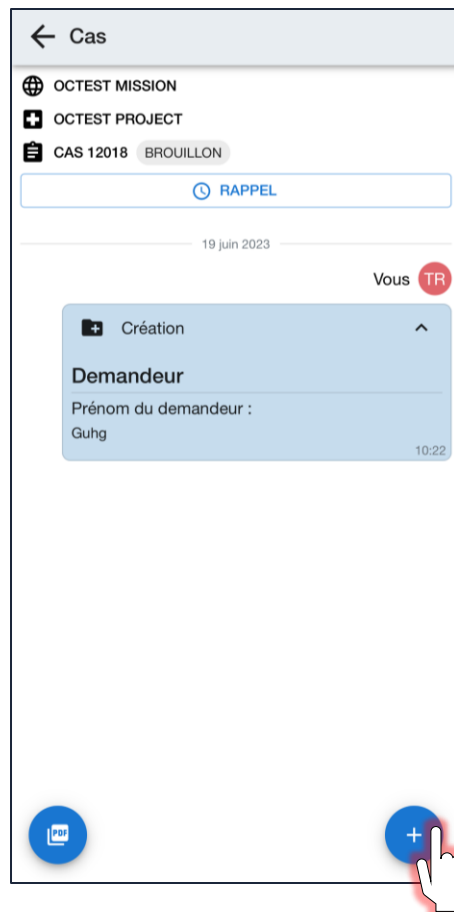 Cas
OCTEST MISSION
OCTEST PROJECT
CAS 12018 BROUILLON
RAPPEL
19 juin 2023
Vous TR
Création
Demandeur
Prénom du demandeur :
Guhg
10:22
PDF